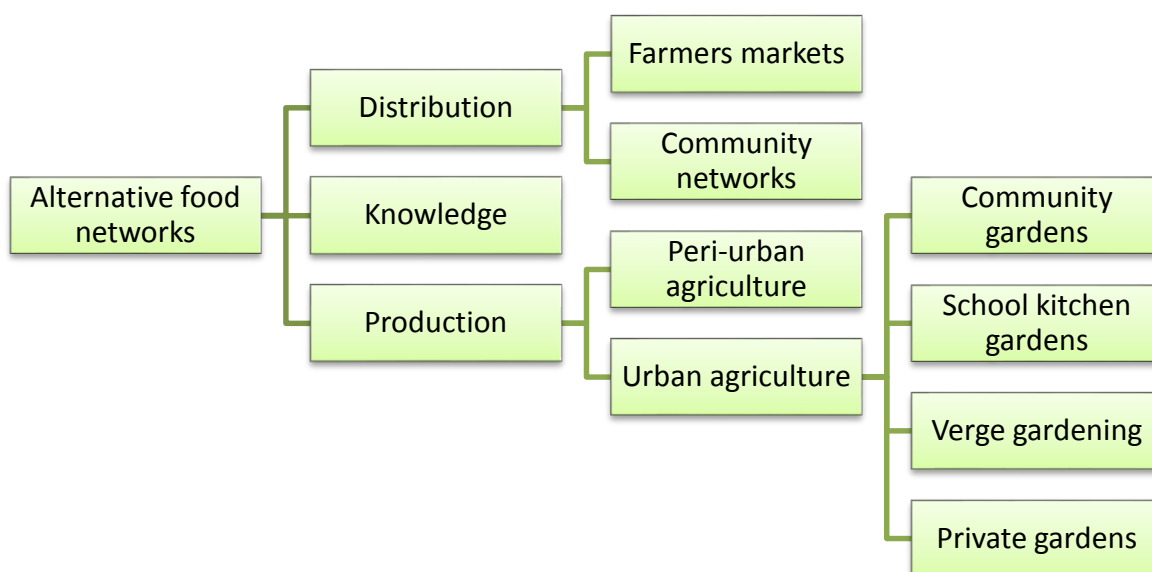 Alternative food
networks
Distribution
Knowledge
Production
Farmers markets
Community
networks
Peri-urban
agriculture
Urban agriculture
Community
gardens
School kitchen
gardens
Verge gardening
Private gardens